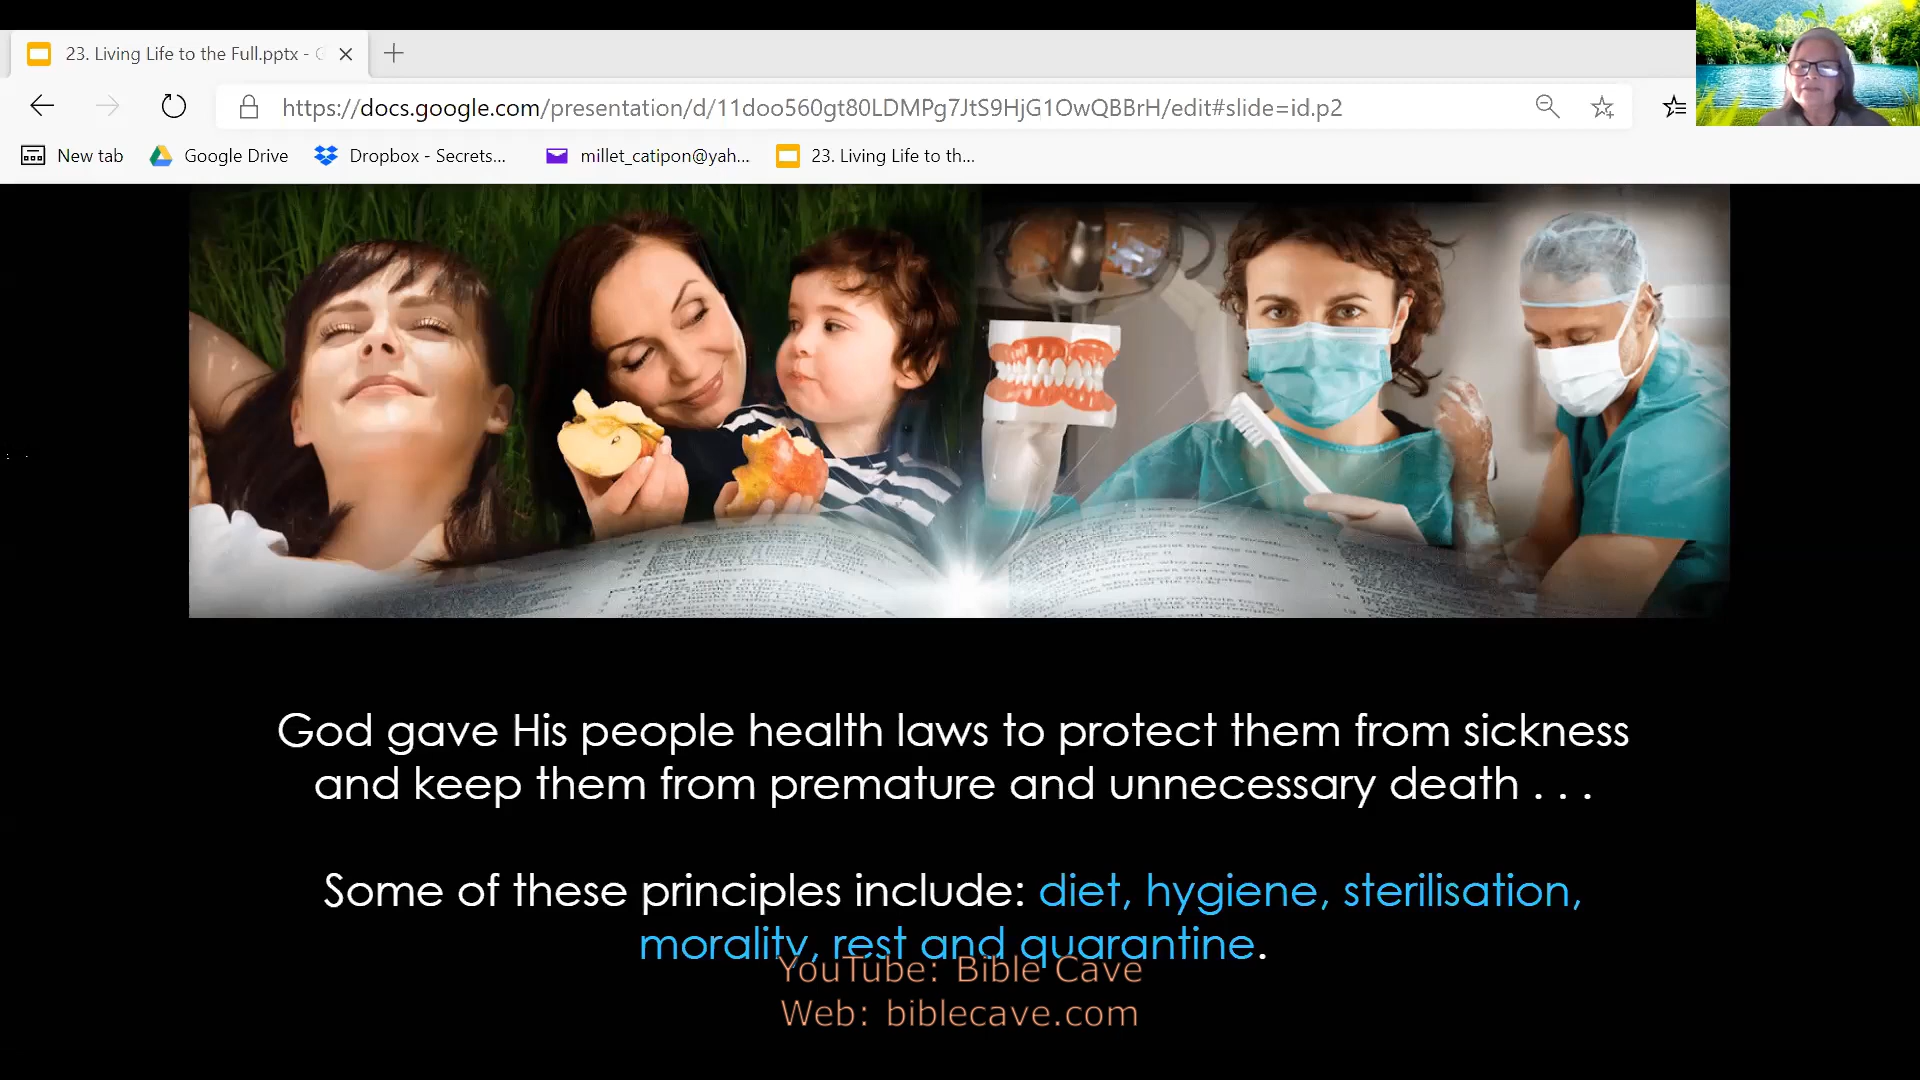 23. Living Life to the Full.pptx - G
https://docs.google.com/presentation/d/11doo560gt80LDMPg7JtS9HjG1OwQBBrH/edit#slide=id.p2
New tab
Google Drive
Dropbox - Secrets...
millet_catipon@yah...
23. Living Life to th...
God gave His people health laws to protect them from sickness
and keep them from premature and unnecessary death . . .
Some of these principles include: diet, hygiene, sterilisation,
morality, rest and quarantine.
YouTube: Bible Cave
Web: biblecave.com